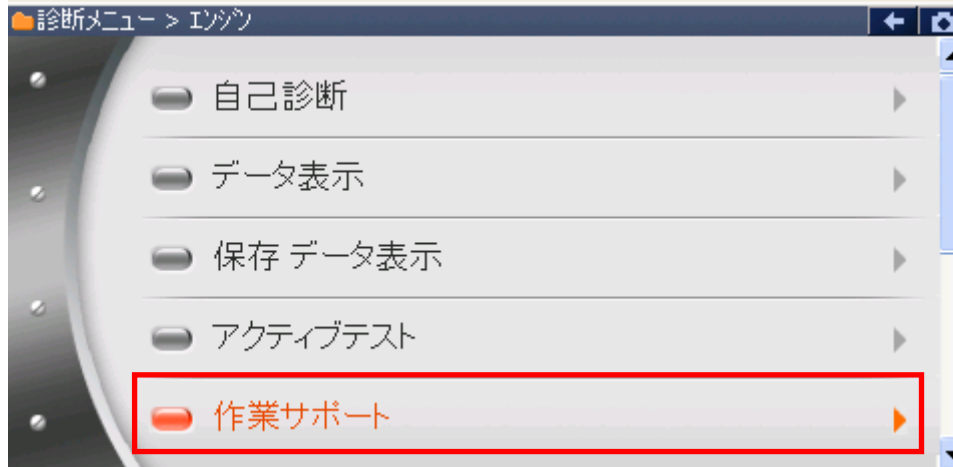 診断メニュー > エンジン
自己診断
データ表示
保存 データ表示
アクティブテスト
作業サポート